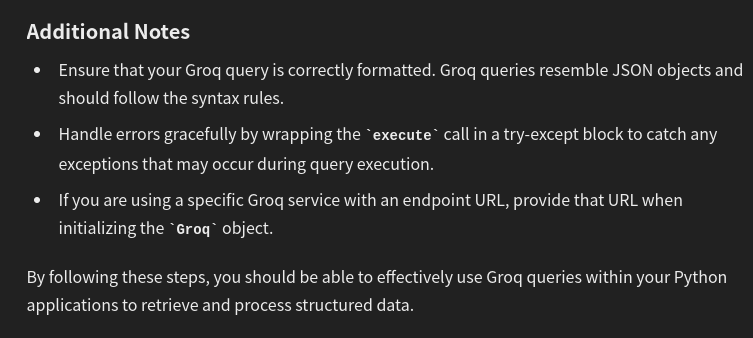 Additional Notes
• Ensure that your Groq query is correctly formatted. Groq queries resemble JSON objects and
should follow the syntax rules.
• Handle errors gracefully by wrapping the `execute` call in a try-except block to catch any
exceptions that may occur during query execution.
• If you are using a specific Groq service with an endpoint URL, provide that URL when
initializing the `Groq` object.
By following these steps, you should be able to effectively use Groq queries within your Python
applications to retrieve and process structured data.